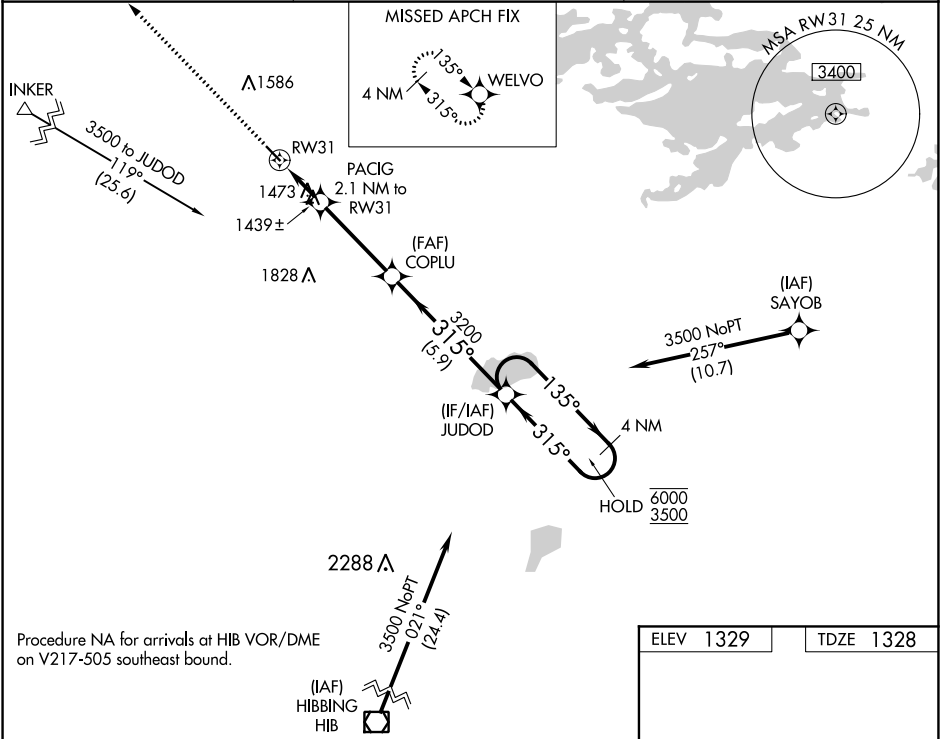 MISSED APCH FIX
135°
WELVO
4 NM
315°
MSA RW31 25 NM
3400
1586
INKER
3500 to JUDOD
119°
(25.6)
RW31
PACIG
2.1 NM to
RW31
1473
1439±
(FAF)
COPLU
1828
3200
315°
(5.9)
(IAF)
SAYOB
3500 NoPT
257°
(10.7)
(IF/IAF)
JUDOD
135°
315°
4 NM
HOLD
6000
3500
2288
3500 NoPT
021°
(24.4)
Procedure NA for arrivals at HIB VOR/DME
on V217-505 southeast bound.
(IAF)
HIBBING
HIB
ELEV 1329
TDZE 1328